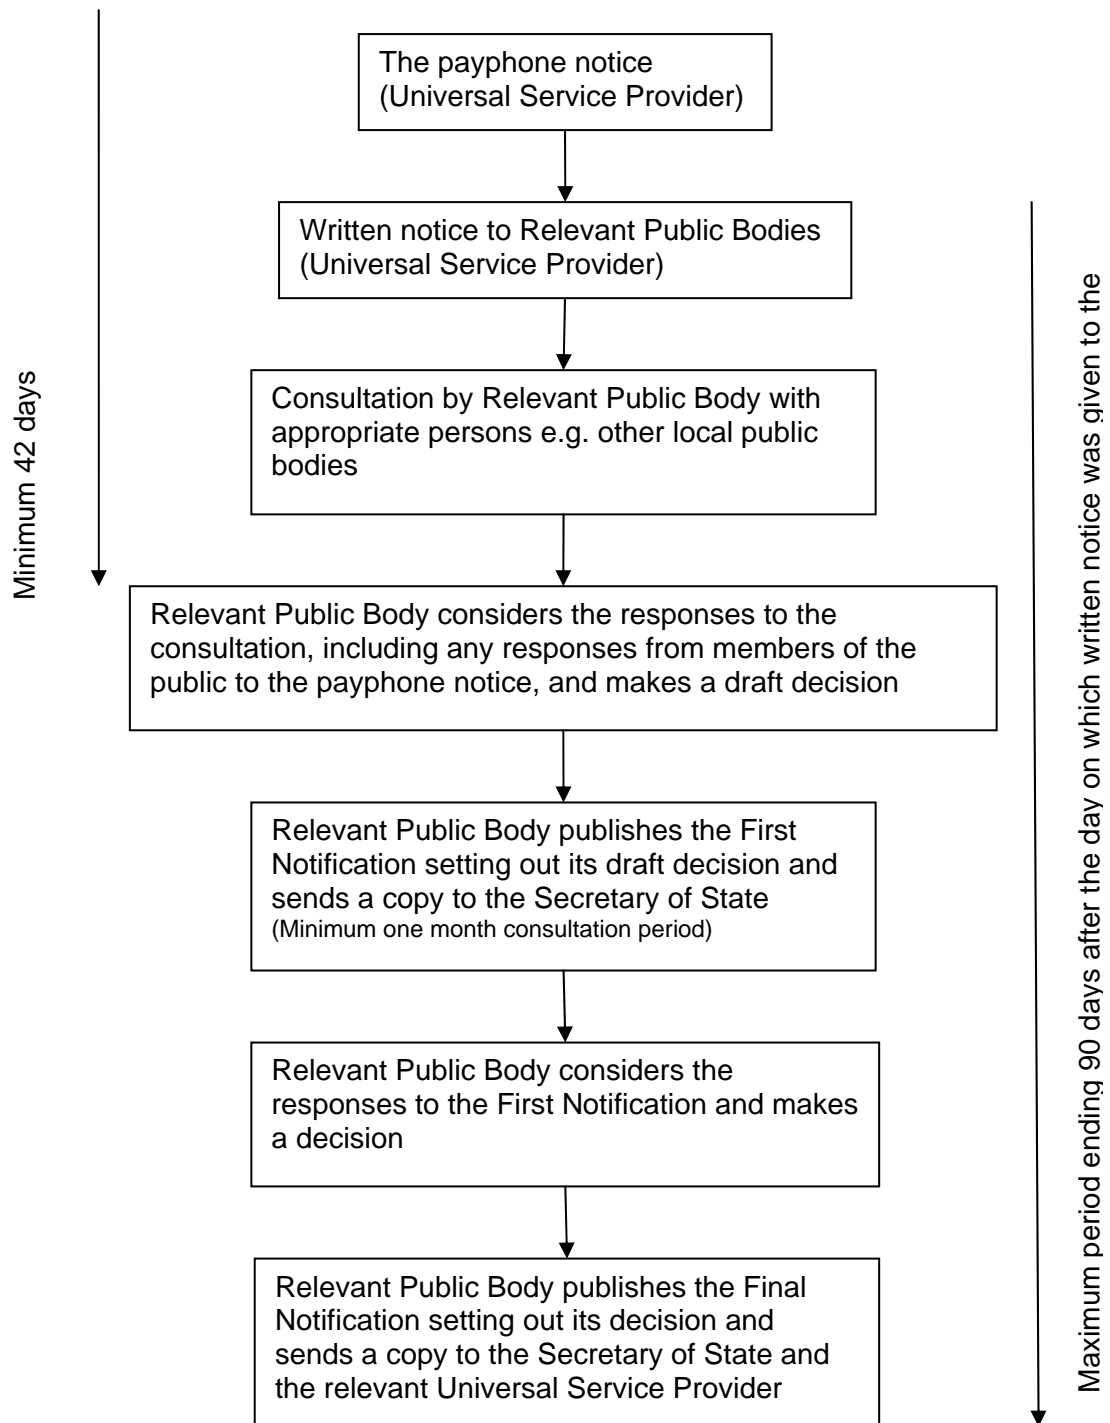 The payphone notice
(Universal Service Provider)
Written notice to Relevant Public Bodies
(Universal Service Provider)
Minimum 42 days
Consultation by Relevant Public Body with
appropriate persons e.g. other local public
bodies
Relevant Public Body considers the responses to the
consultation, including any responses from members of the
public to the payphone notice, and makes a draft decision
Relevant Public Body publishes the First
Notification setting out its draft decision and
sends a copy to the Secretary of State
(Minimum one month consultation period)
Relevant Public Body considers the
responses to the First Notification and makes
a decision
Relevant Public Body publishes the Final
Notification setting out its decision and
sends a copy to the Secretary of State and
the relevant Universal Service Provider
Maximum period ending 90 days after the day on which written notice was given to the